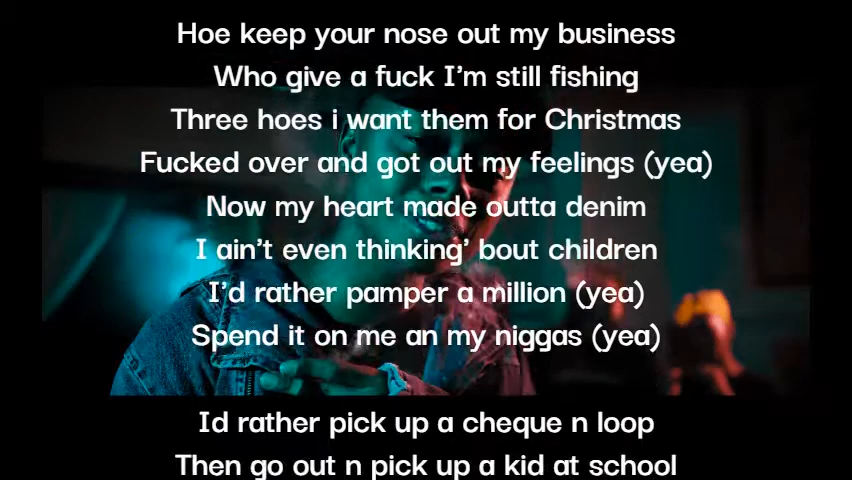 Hoe keep your nose out my business
Who give a fuck I'm still fishing
Three hoes i want them for Christmas
Fucked over and got out my feelings (yea)
Now my heart made outta denim
I ain't even thinking' bout children
I'd rather pamper a million (yea)
Spend it on me an my niggas (yea)
Id rather pick up a cheque n loop
Then go out n pick up a kid at school